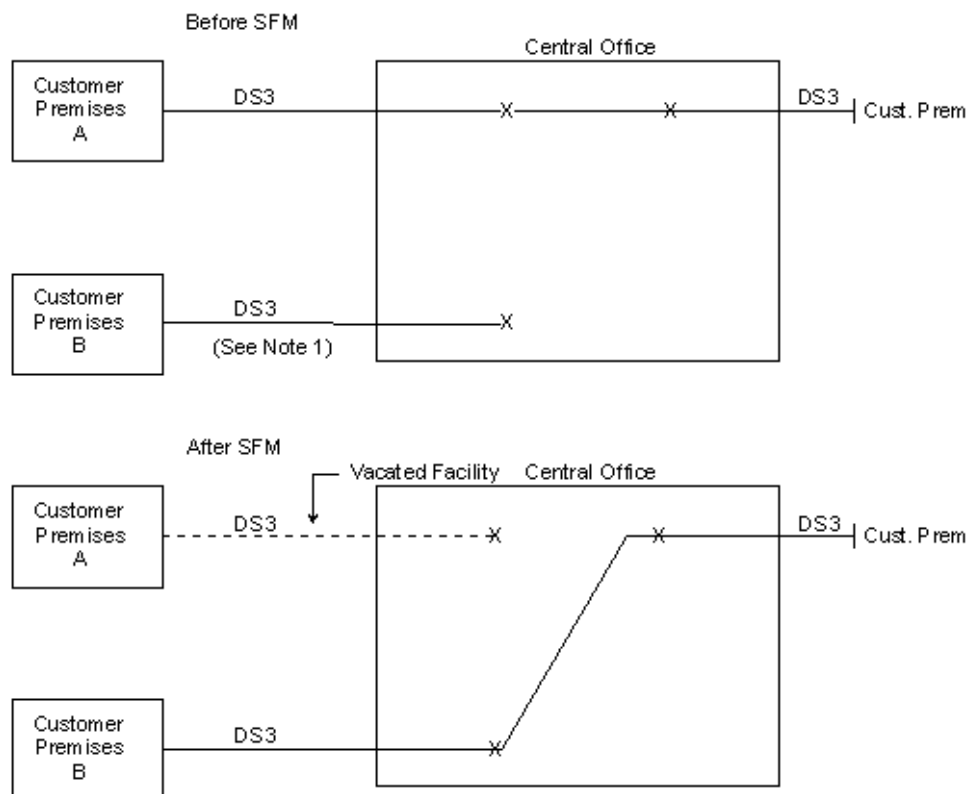 Before SFM
Central Office
Customer
Premises
A
DS3
X
X
DS3
Cust. Prem
Customer
Premises
B
DS3
(See Note 1)
X
After SFM
Vacated Facility
Central Office
Customer
Premises
A
DS3
X
X
DS3
Cust. Prem
Customer
Premises
B
DS3
X